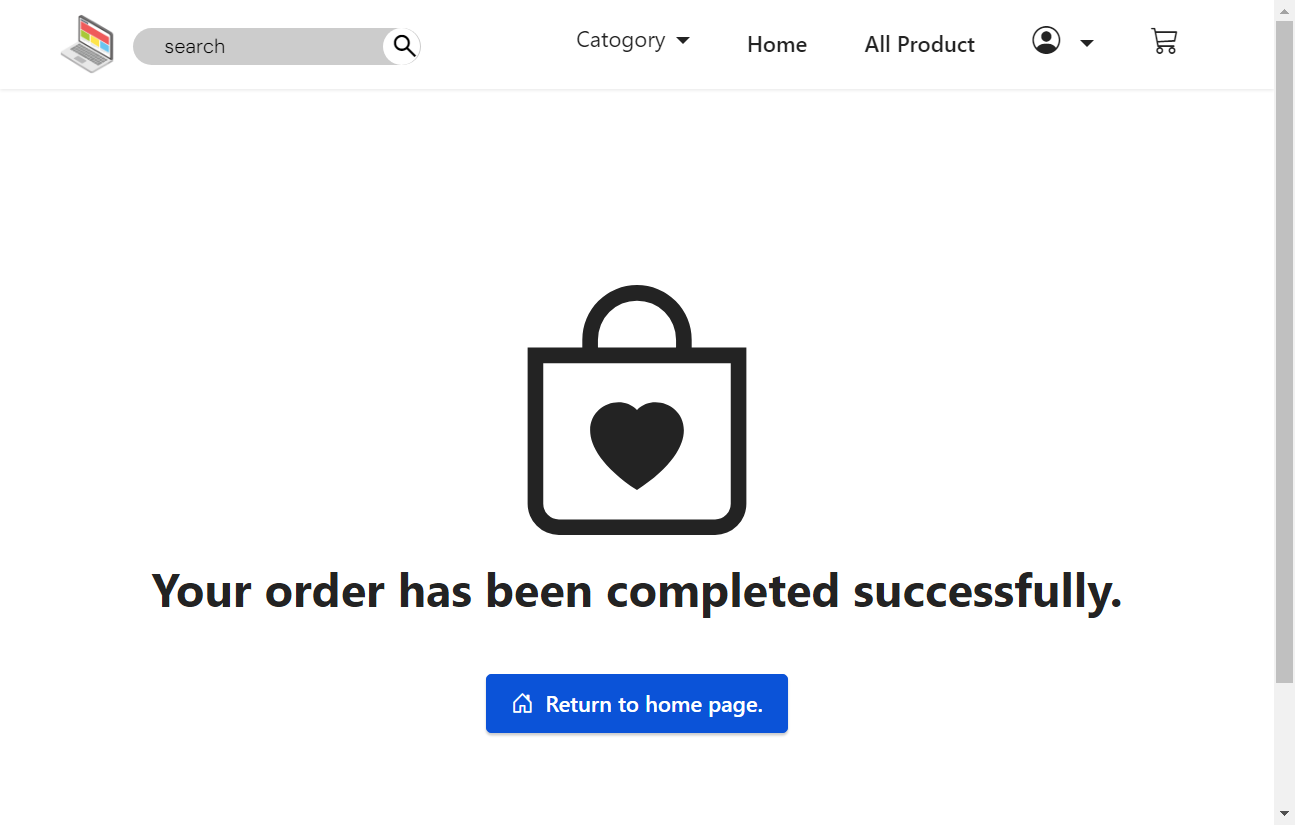 search
Catogory
Home
All Product
Your order has been completed successfully.
Return to home page.